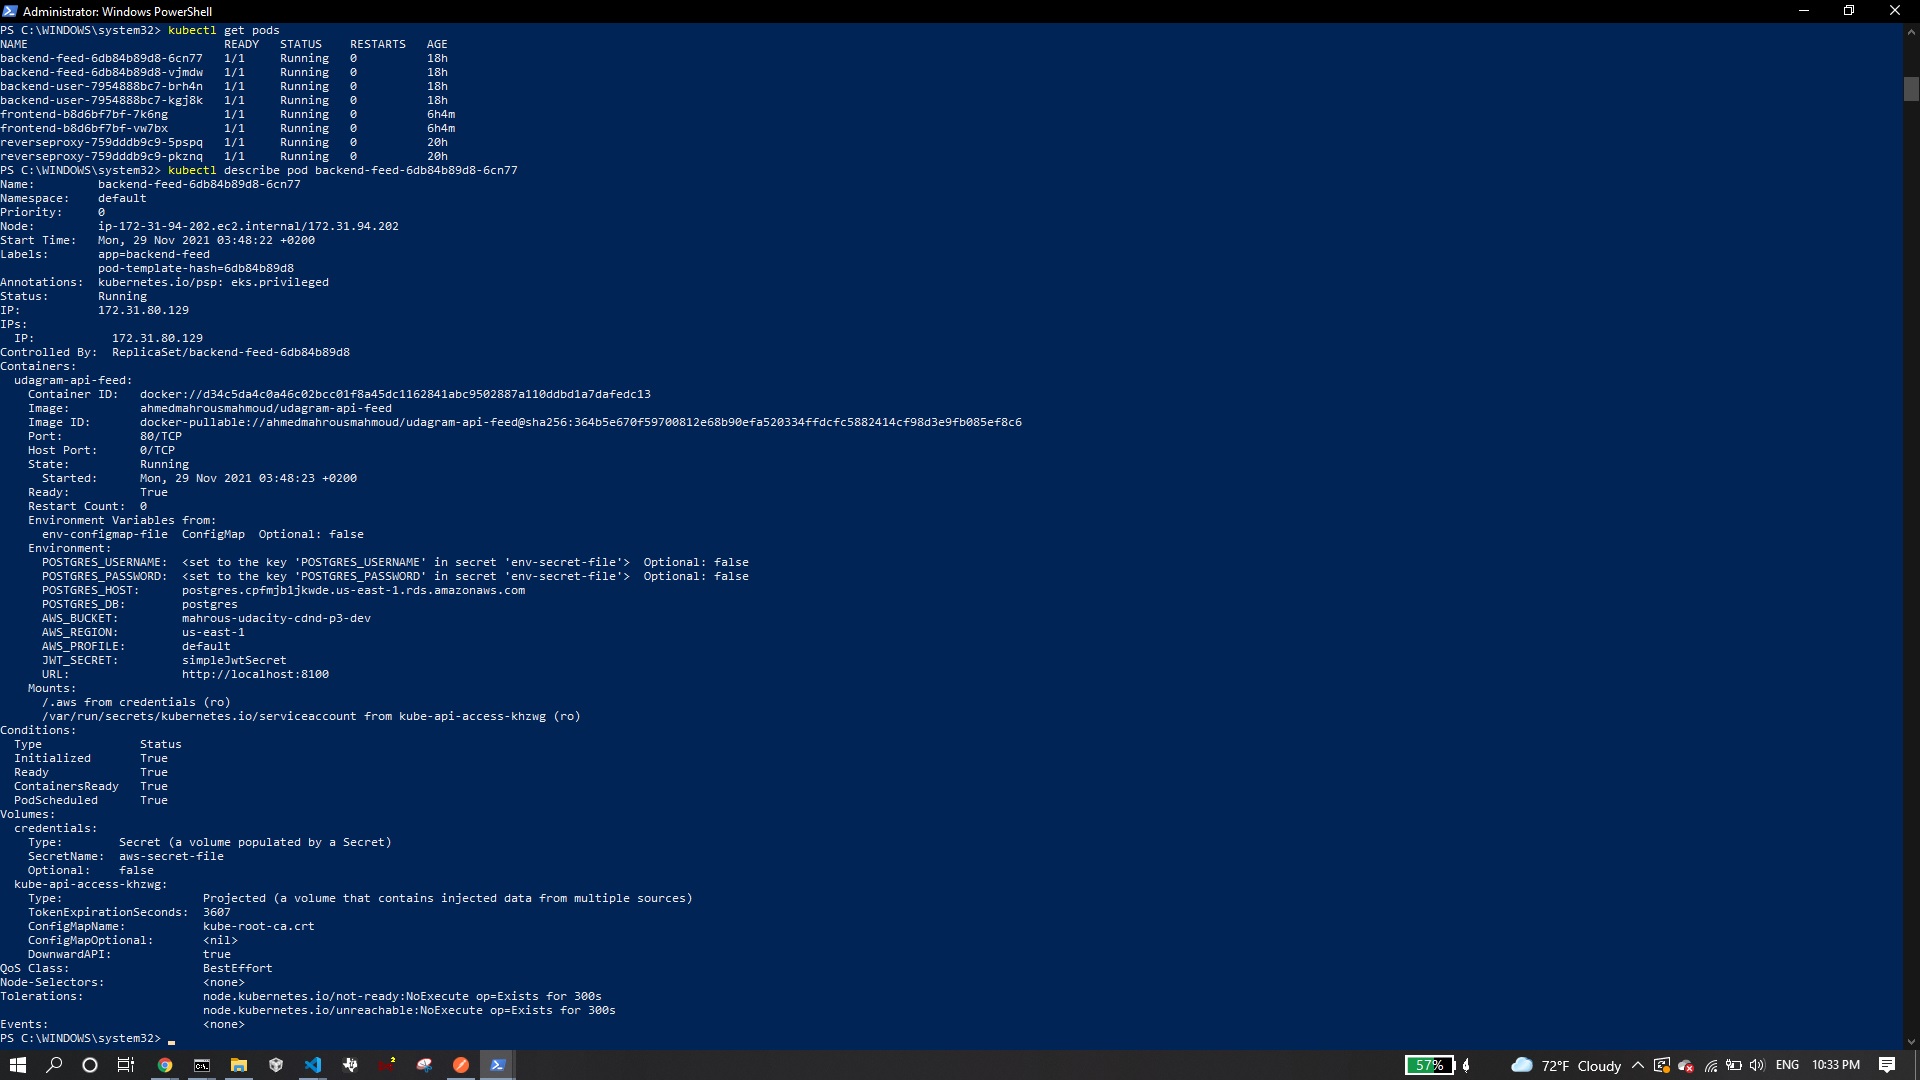 Administrator: Windows PowerShell
PS C:\WINDOWS\system32> kubectl get pods
NAME                            READY   STATUS    RESTARTS   AGE
backend-feed-6db84b89d8-6cn77   1/1     Running   0          18h
backend-feed-6db84b89d8-vjmdw   1/1     Running   0          18h
backend-user-7954888bc7-brh4n   1/1     Running   0          18h
backend-user-7954888bc7-kgj8k   1/1     Running   0          18h
frontend-b8d6bf7bf-7k6ng        1/1     Running   0          6h4m
frontend-b8d6bf7bf-vw7bx        1/1     Running   0          6h4m
reverseproxy-759dddb9c9-5pspq   1/1     Running   0          20h
reverseproxy-759dddb9c9-pkznq   1/1     Running   0          20h
PS C:\WINDOWS\system32> kubectl describe pod backend-feed-6db84b89d8-6cn77
Name:         backend-feed-6db84b89d8-6cn77
Namespace:    default
Priority:     0
Node:         ip-172-31-94-202.ec2.internal/172.31.94.202
Start Time:   Mon, 29 Nov 2021 03:48:22 +0200
Labels:       app=backend-feed
              pod-template-hash=6db84b89d8
Annotations:  kubernetes.io/psp: eks.privileged
Status:       Running
IP:           172.31.80.129
IPs:
  IP:           172.31.80.129
Controlled By:  ReplicaSet/backend-feed-6db84b89d8
Containers:
  udagram-api-feed:
    Container ID:   docker://d34c5da4c0a46c02bcc01f8a45dc1162841abc9502887a110ddbd1a7dafedc13
    Image:          ahmedmahrousmahmoud/udagram-api-feed
    Image ID:       docker-pullable://ahmedmahrousmahmoud/udagram-api-feed@sha256:364b5e670f59700812e68b90efa520334ffdcfc5882414cf98d3e9fb085ef8c6
    Port:           80/TCP
    Host Port:      0/TCP
    State:          Running
      Started:      Mon, 29 Nov 2021 03:48:23 +0200
    Ready:          True
    Restart Count:  0
    Environment Variables from:
      env-configmap-file  ConfigMap  Optional: false
    Environment:
      POSTGRES_USERNAME:  <set to the key 'POSTGRES_USERNAME' in secret 'env-secret-file'>  Optional: false
      POSTGRES_PASSWORD:  <set to the key 'POSTGRES_PASSWORD' in secret 'env-secret-file'>  Optional: false
      POSTGRES_HOST:      postgres.cpfmjb1jkwde.us-east-1.rds.amazonaws.com
      POSTGRES_DB:        postgres
      AWS_BUCKET:         mahrous-udacity-cdnd-p3-dev
      AWS_REGION:         us-east-1
      AWS_PROFILE:        default
      JWT_SECRET:         simpleJwtSecret
      URL:                http://localhost:8100
    Mounts:
      /.aws from credentials (ro)
      /var/run/secrets/kubernetes.io/serviceaccount from kube-api-access-khzwg (ro)
Conditions:
  Type              Status
  Initialized       True
  Ready             True
  ContainersReady   True
  PodScheduled      True
Volumes:
  credentials:
    Type:        Secret (a volume populated by a Secret)
    SecretName:  aws-secret-file
    Optional:    false
  kube-api-access-khzwg:
    Type:                    Projected (a volume that contains injected data from multiple sources)
    TokenExpirationSeconds:  3607
    ConfigMapName:           kube-root-ca.crt
    ConfigMapOptional:       <nil>
    DownwardAPI:             true
QoS Class:                   BestEffort
Node-Selectors:              <none>
Tolerations:                 node.kubernetes.io/not-ready:NoExecute op=Exists for 300s
                             node.kubernetes.io/unreachable:NoExecute op=Exists for 300s
Events:                      <none>
PS C:\WINDOWS\system32>
57% 72°F Cloudy ENG 10:33 PM